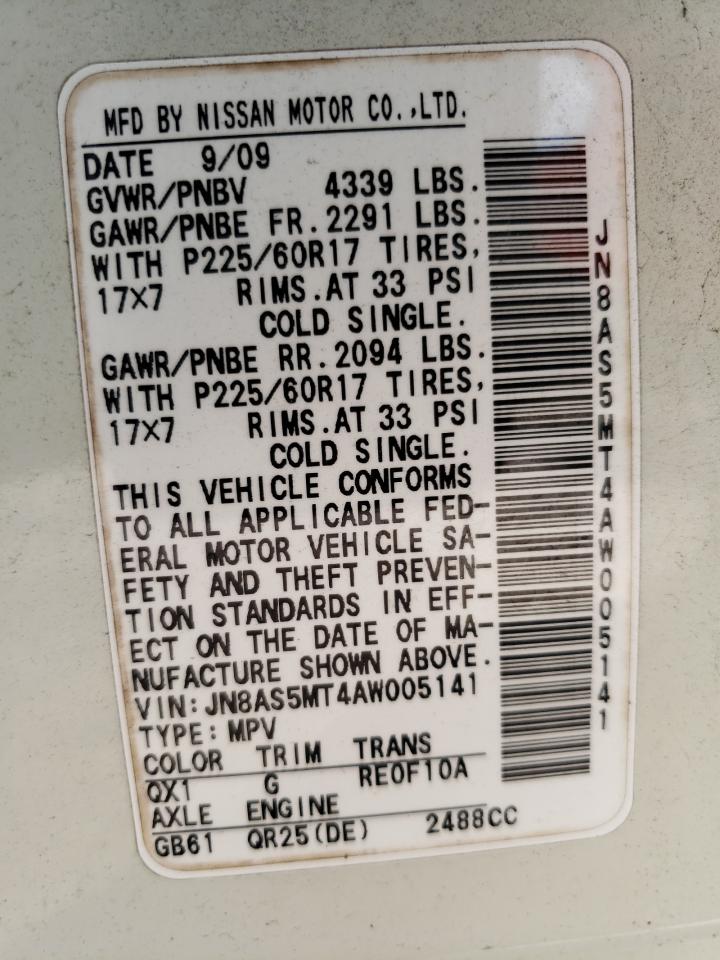 MFD BY NISSAN MOTOR CO.,LTD.
DATE 9/09
GVWR/PNBV 4339 LBS.
GAWR/PNBE FR.2291 LBS.
WITH P225/60R17 TIRES,
17X7 RIMS.AT 33 PSI
COLD SINGLE.
GAWR/PNBE RR.2094 LBS.
WITH P225/60R17 TIRES,
17X7 RIMS.AT 33 PSI
COLD SINGLE.
THIS VEHICLE CONFORMS
TO ALL APPLICABLE FED-
ERAL MOTOR VEHICLE SA-
FETY AND THEFT PREVEN-
TION STANDARDS IN EFF-
ECT ON THE DATE OF MA-
NUFACTURE SHOWN ABOVE.
VIN:JN8AS5MT4AW005141
TYPE:MPV
COLOR TRIM TRANS
QX1 G RE0F10A
AXLE ENGINE
GB61 QR25(DE) 2488CC
JN8AS5MT4AW005141